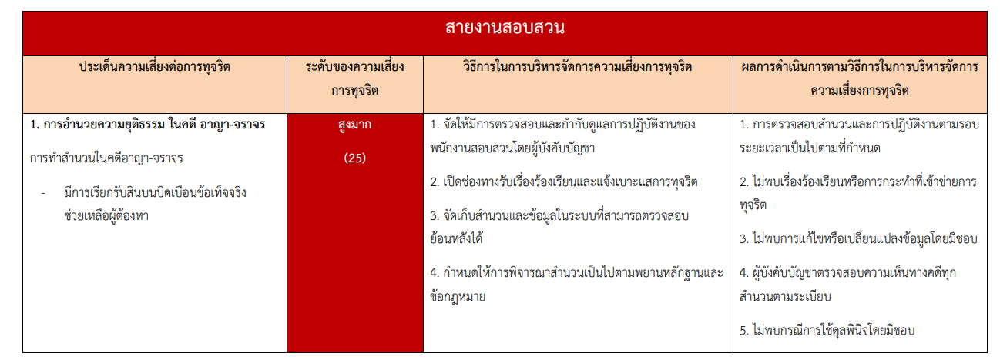 สายงานสอบสวน
ประเด็นความเสี่ยงต่อการทุจริต
ระดับของความเสี่ยง
การทุจริต
วิธีการในการบริหารจัดการความเสี่ยงการทุจริต
ผลการดำเนินการตามวิธีการในการบริหารจัดการ
ความเสี่ยงการทุจริต
1. การอำนวยความยุติธรรม ในคดี อาญา-จราจร
การทำสำนวนในคดีอาญา-จราจร
- มีการเรียกรับสินบนบิดเบือนข้อเท็จจริง
ช่วยเหลือผู้ต้องหา
สูงมาก
(25)
1. จัดให้มีการตรวจสอบและกำกับดูแลการปฏิบัติงานของ
พนักงานสอบสวนโดยผู้บังคับบัญชา
2. เปิดช่องทางรับเรื่องร้องเรียนและแจ้งเบาะแสการทุจริต
3. จัดเก็บสำนวนและข้อมูลในระบบที่สามารถตรวจสอบ
ย้อนหลังได้
4. กำหนดให้การพิจารณาสำนวนเป็นไปตามพยานหลักฐานและ
ข้อกฎหมาย
1. การตรวจสอบสำนวนและการปฏิบัติงานตามรอบ
ระยะเวลาเป็นไปตามที่กำหนด
2. ไม่พบเรื่องร้องเรียนหรือการกระทำที่เข้าข่ายการ
ทุจริต
3. ไม่พบการแก้ไขหรือเปลี่ยนแปลงข้อมูลโดยมิชอบ
4. ผู้บังคับบัญชาตรวจสอบความเห็นทางคดีทุก
สำนวนตามระเบียบ
5. ไม่พบกรณีการใช้ดุลพินิจโดยมิชอบ